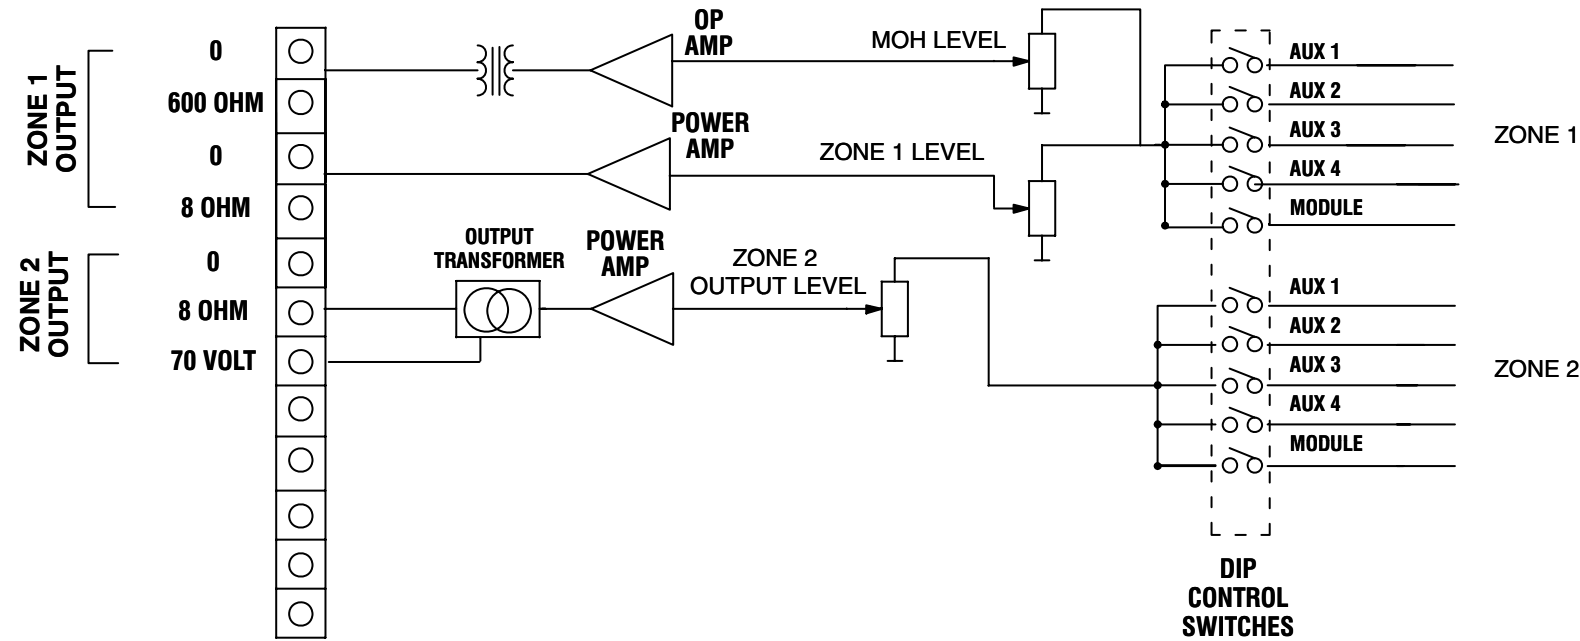 ZONE 1
OUTPUT
0
600 OHM
0
8 OHM
ZONE 2
OUTPUT
0
8 OHM
70 VOLT
OP
AMP
MOH LEVEL
POWER
AMP
ZONE 1 LEVEL
OUTPUT
TRANSFORMER
POWER
AMP
ZONE 2
OUTPUT LEVEL
AUX 1
AUX 2
AUX 3
AUX 4
MODULE
ZONE 1
AUX 1
AUX 2
AUX 3
AUX 4
MODULE
ZONE 2
DIP
CONTROL
SWITCHES